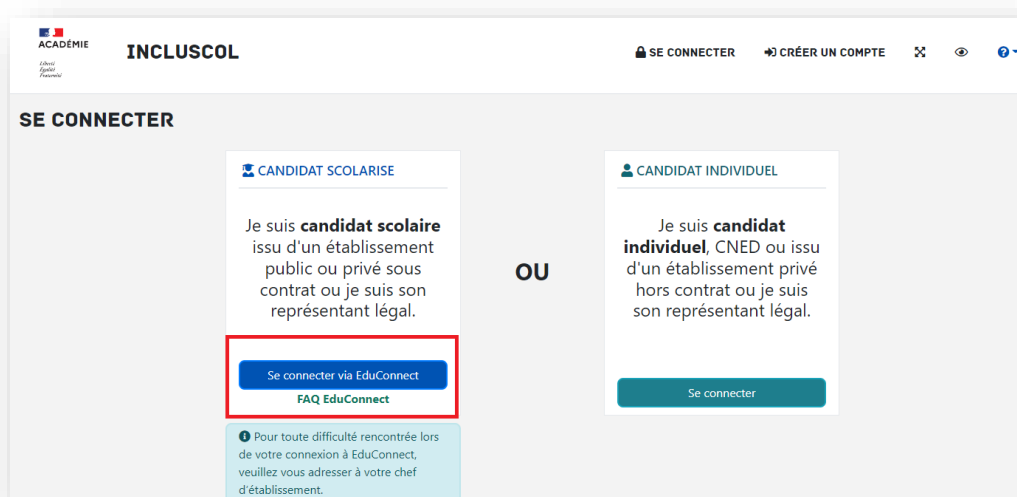 ACADÉMIE
Liberté
Égalité
Fraternité
INCLUSCOL
SE CONNECTER
CRÉER UN COMPTE
SE CONNECTER
CANDIDAT SCOLARISE
Je suis candidat scolaire
issu d'un établissement
public ou privé sous
contrat ou je suis son
représentant légal.
Se connecter via EduConnect
FAQ EduConnect
Pour toute difficulté rencontrée lors
de votre connexion à EduConnect,
veuillez vous adresser à votre chef
d'établissement.
OU
CANDIDAT INDIVIDUEL
Je suis candidat
individuel, CNED ou issu
d'un établissement privé
hors contrat ou je suis
son représentant légal.
Se connecter